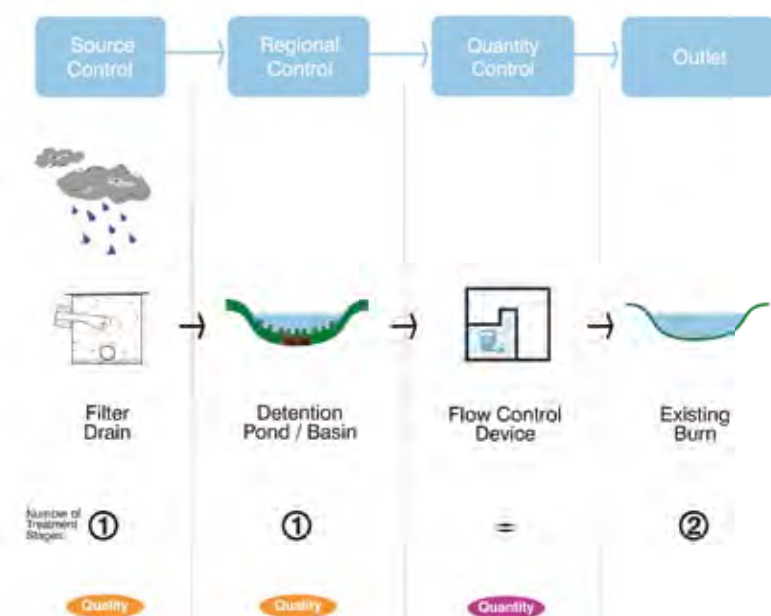 Source
Control
Regional
Control
Quantity
Control
Outlet
Filter
Drain
Detention
Pond / Basin
Flow Control
Device
Existing
Burn
Number of
Treatment
Stages:
1
1
=
2
Quality
Quality
Quantity